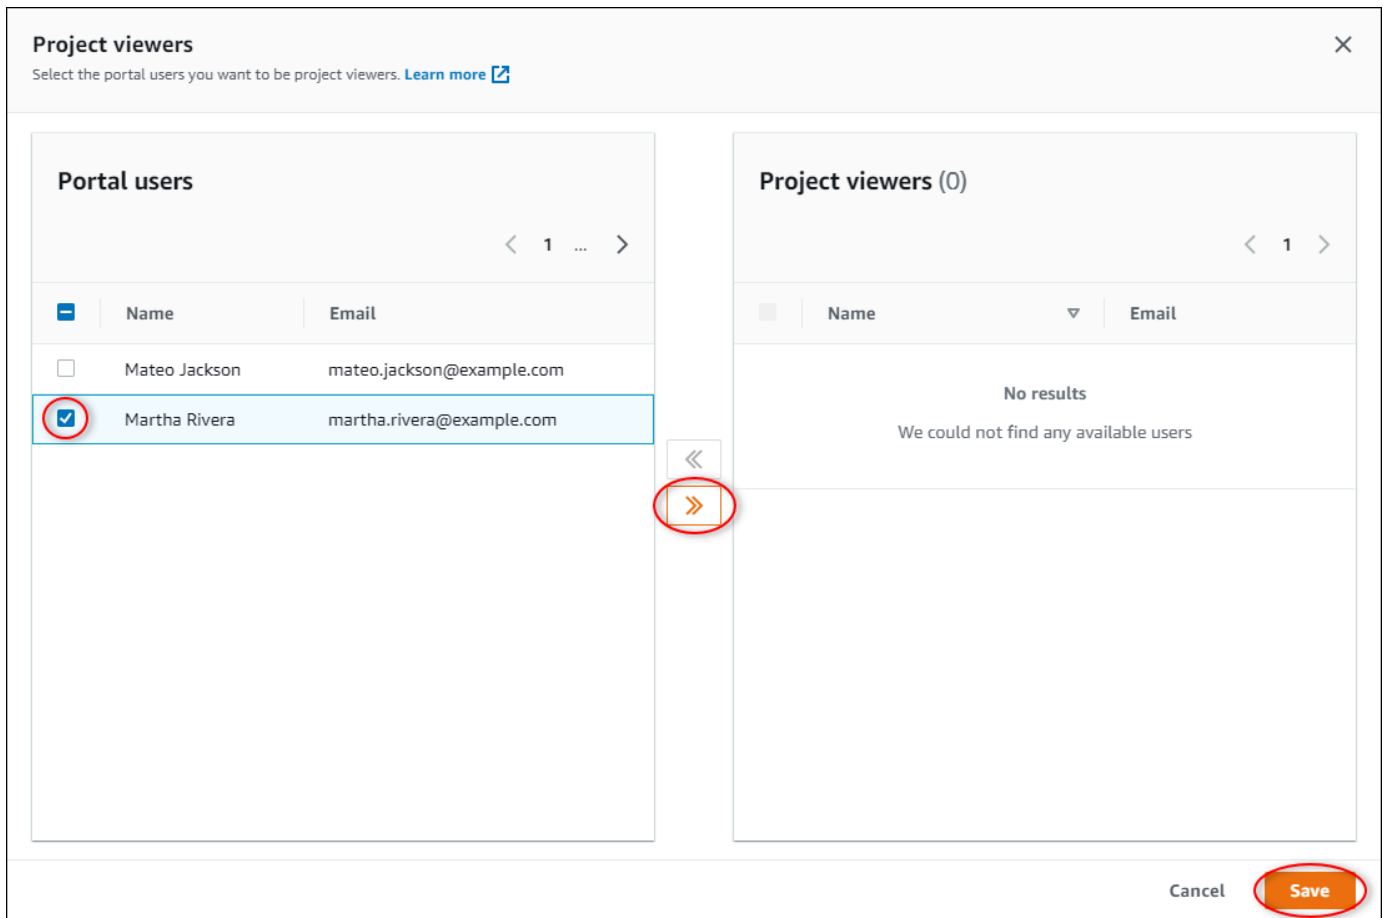 Project viewers
Select the portal users you want to be project viewers. Learn more
Portal users
1 ...
Name Email
Mateo Jackson mateo.jackson@example.com
Martha Rivera martha.rivera@example.com
Project viewers (0)
1
Name Email
No results
We could not find any available users
Cancel Save